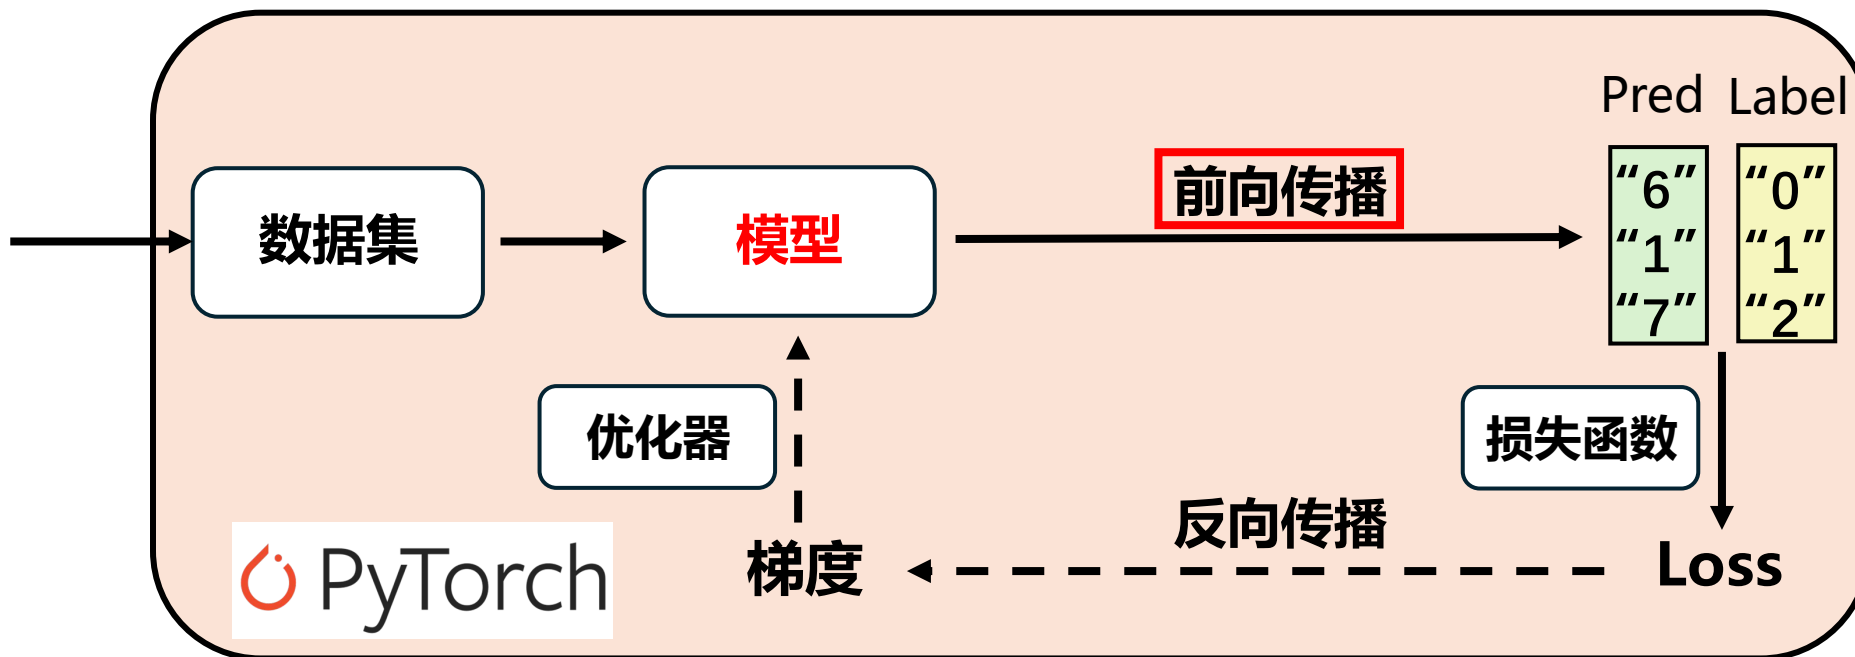 Pred Label
前向传播
数据集
模型
“6” “0”
“1” “1”
“7” “2”
优化器
损失函数
反向传播
梯度
Loss
PyTorch